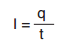 I = q/t